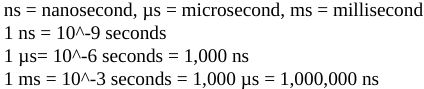 ns = nanosecond, µs = microsecond, ms = millisecond
1 ns = 10^-9 seconds
1 µs= 10^-6 seconds = 1,000 ns
1 ms = 10^-3 seconds = 1,000 µs = 1,000,000 ns